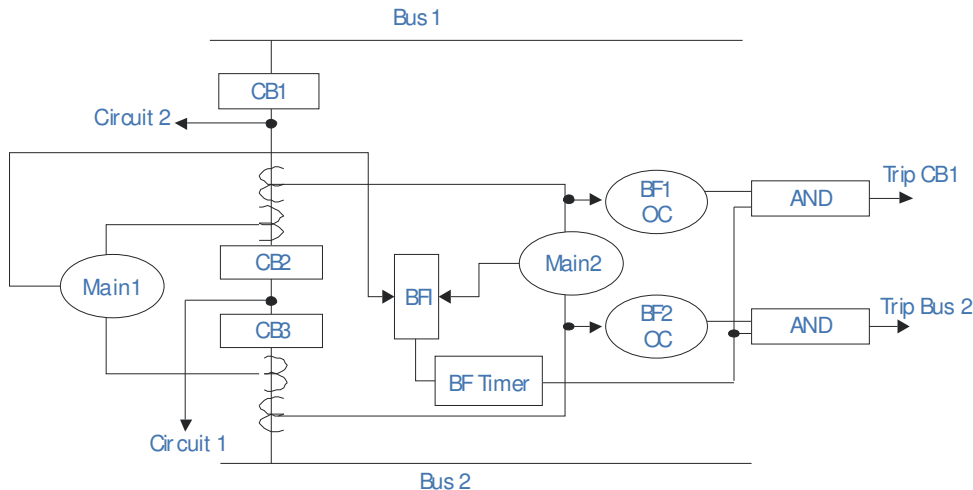 Bus 1
CB1
Circuit 2
Trip CB1
BF1
OC
AND
CB2
Main1
BFI
Main2
Trip Bus 2
BF2
OC
AND
CB3
BF Timer
Circuit 1
Bus 2